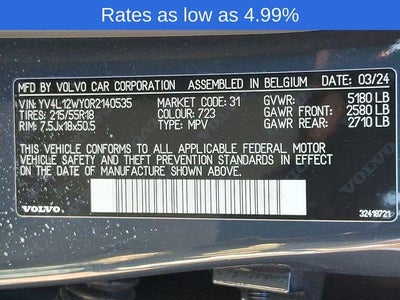 Rates as low as 4.99%
MFD BY VOLVO CAR CORPORATION ASSEMBLED IN BELGIUM DATE 03/24
VIN: YV4L12WY0R2140535 MARKET CODE: 31 GVWR: 5180 LB
TIRES: 215/55R18 COLOUR: 723 GAWR FRONT: 2580 LB
RIM: 7.5Jx18x50.5 TYPE: MPV GAWR REAR: 2710 LB
THIS VEHICLE CONFORMS TO ALL APPLICABLE FEDERAL MOTOR
VEHICLE SAFETY AND THEFT PREVENTION STANDARDS IN EFFECT
ON THE DATE OF MANUFACTURE SHOWN ABOVE.
VOLVO 32419721